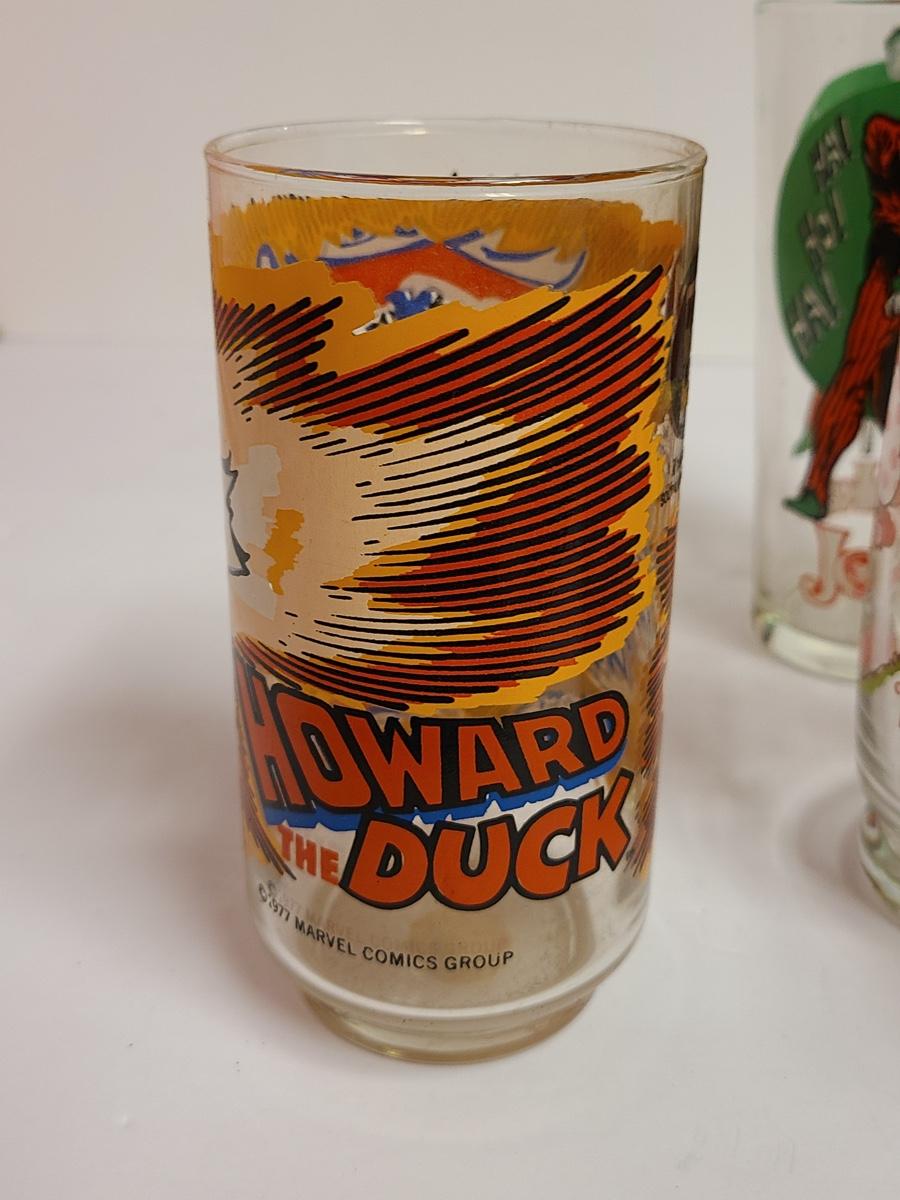 HOWARD
THE DUCK
©1977 MARVEL COMICS GROUP